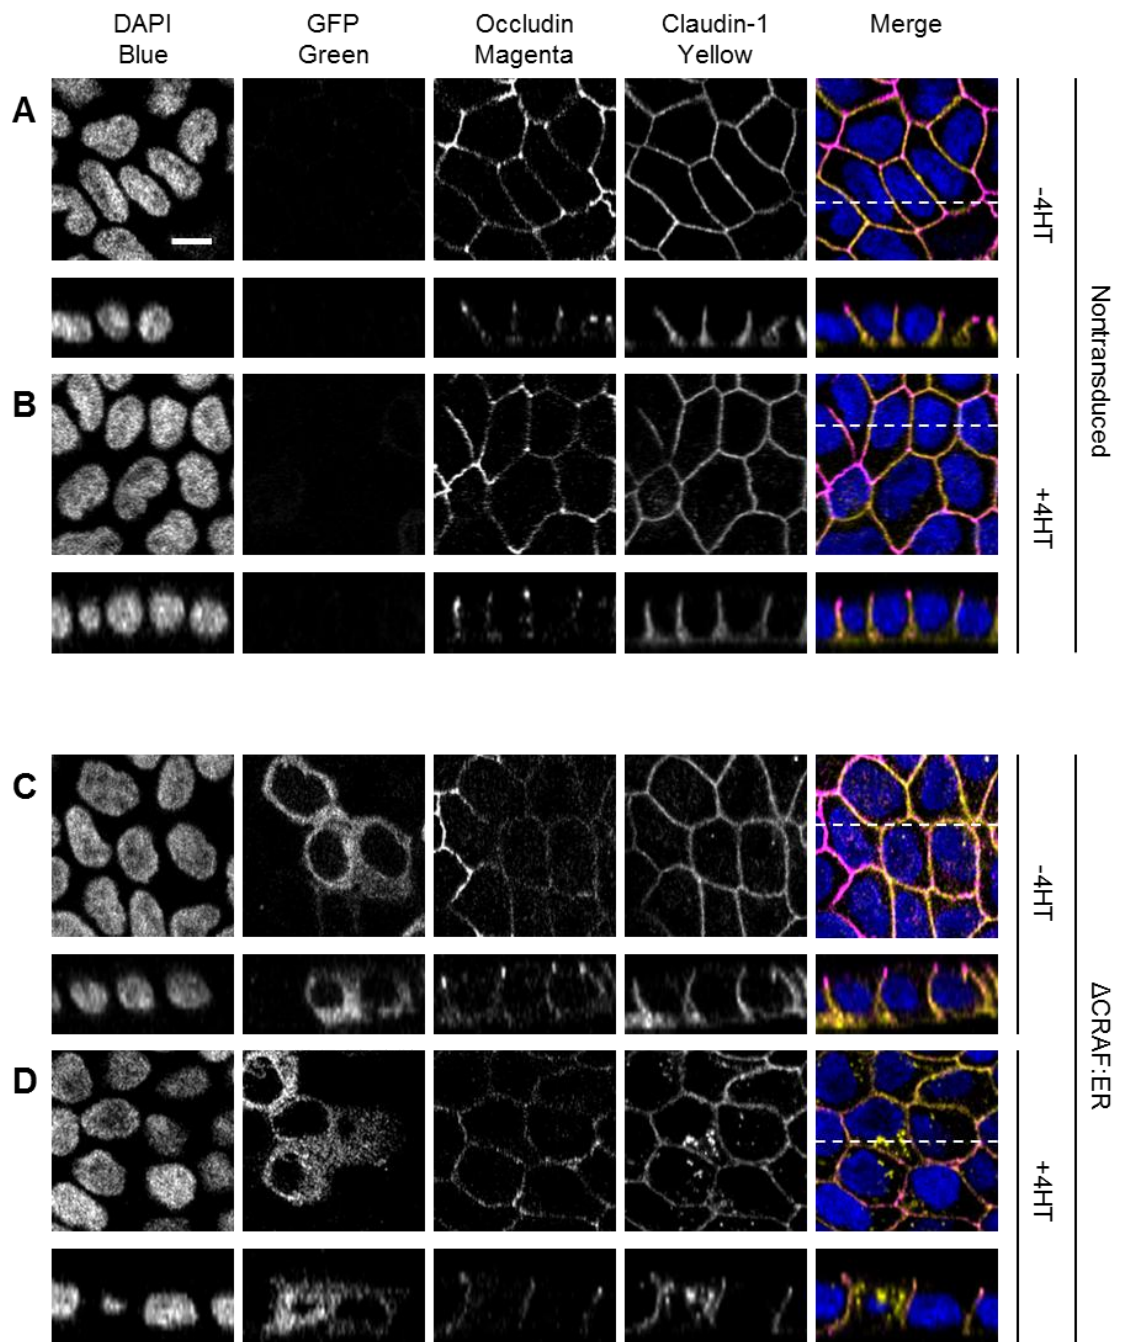 DAPI GFP Occludin Claudin-1 Merge
Blue Green Magenta Yellow
A
-4HT
Nontransduced
B
+4HT
C
-4HT
ΔCRAF:ER
D
+4HT